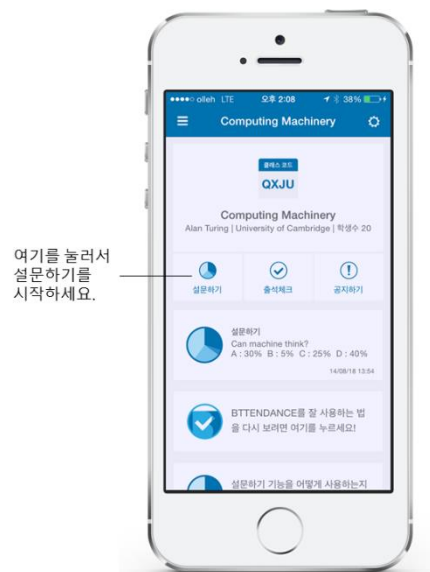 olleh LTE 오후 2:08 38%
Computing Machinery
클래스 코드
QXJU
Computing Machinery
Alan Turing | University of Cambridge | 학생수 20
여기를 눌러서
설문하기를
시작하세요.
설문하기 출석체크 공지하기
설문하기
Can machine think?
A : 30% B : 5% C : 25% D : 40%
14/08/18 13:54
BTTENDANCE를 잘 사용하는 법
을 다시 보려면 여기를 누르세요!
설문하기 기능을 어떻게 사용하는지